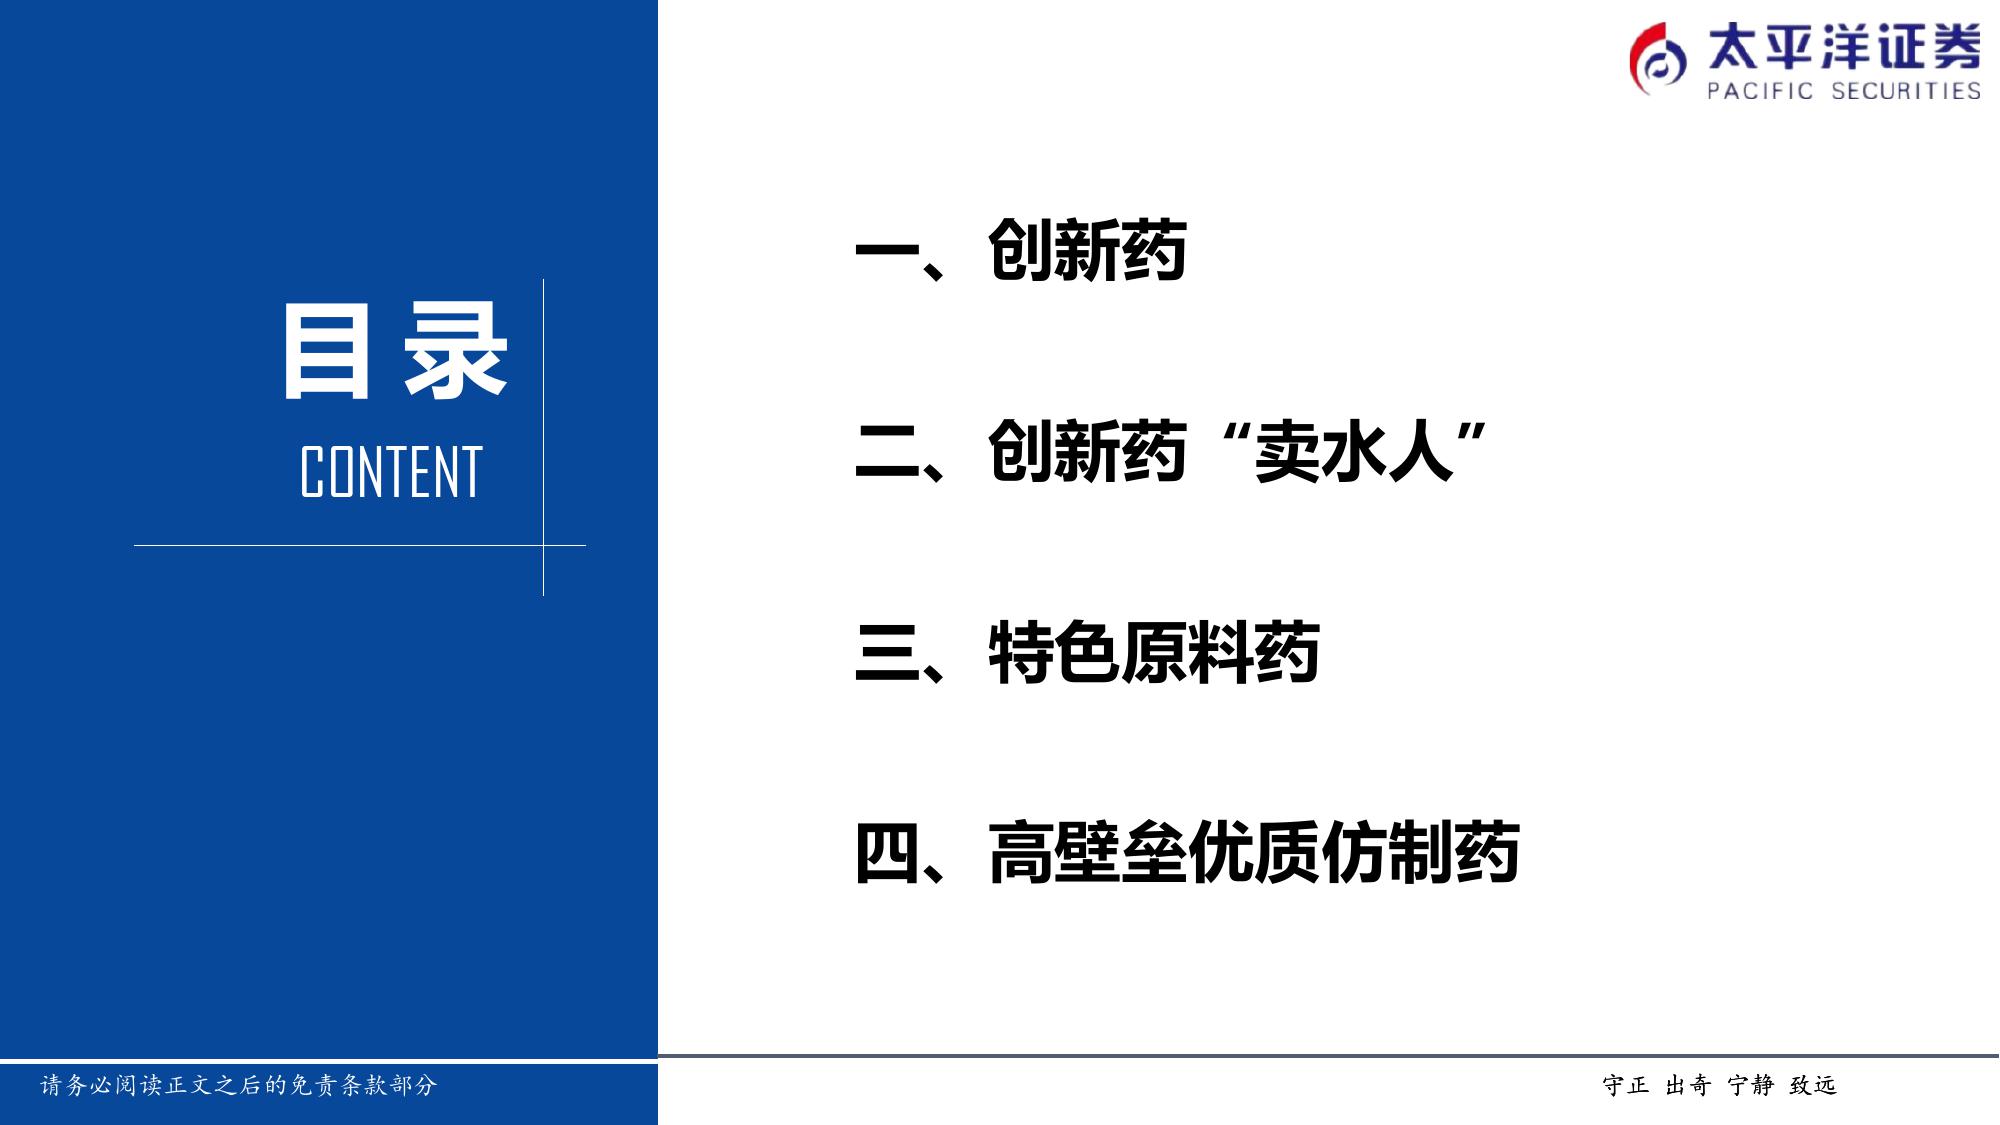 太平洋证券
PACIFIC SECURITIES
目录
CONTENT
一、创新药
二、创新药“卖水人”
三、特色原料药
四、高壁垒优质仿制药
请务必阅读正文之后的免责条款部分
守正 出奇 宁静 致远